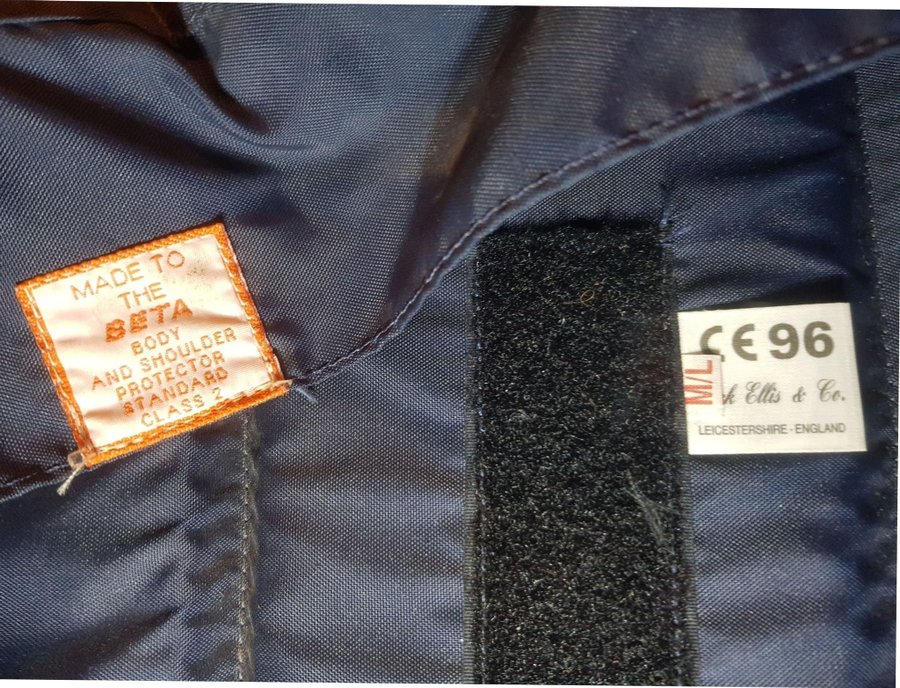 MADE TO
THE
BETA
BODY
AND SHOULDER
PROTECTOR
STANDARD
CLASS 2
CE 96
M/L
Ellis & Co.
LEICESTERSHIRE - ENGLAND